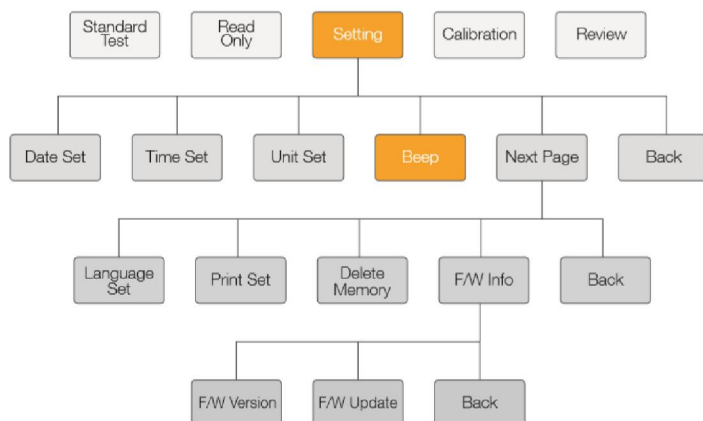 Standard
Test
Read
Only
Setting
Calibration
Review
Date Set
Time Set
Unit Set
Beep
Next Page
Back
Language
Set
Print Set
Delete
Memory
F/W Info
Back
F/W Version
F/W Update
Back